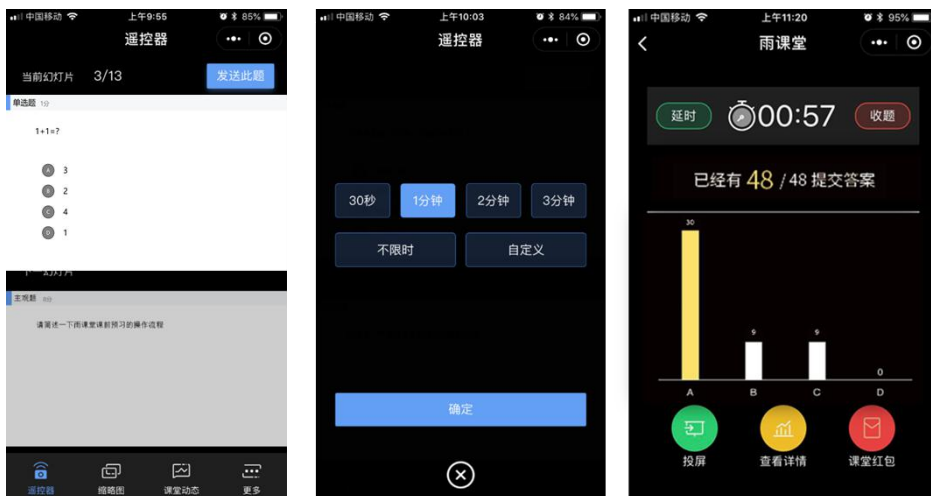 中国移动 上午9:55 85%
遥控器
当前幻灯片 3/13 发送此题
单选题 1分
1+1=?
A 3
B 2
C 4
D 1
下一幻灯片
主观题
请简述一下雨课堂课前预习的操作流程
遥控器 缩略图 课堂动态 更多
中国移动 上午10:03 84%
遥控器
30秒 1分钟 2分钟 3分钟
不限时 自定义
确定
中国移动 上午11:20 95%
雨课堂
延时 00:57 收题
已经有 48 /48 提交答案
30
9 9
0
A B C D
投屏 查看详情 课堂红包